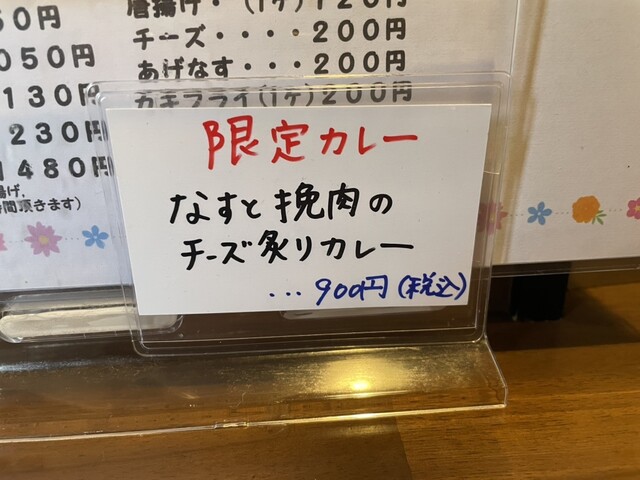 唐揚げ・(1ケ)120円
チーズ・・・・200円
あげなす・・・200円
カキフライ(1ケ)200円
50円
050円
130円
230円
480円
揚げ、
間頂きます)
限定カレー
なすと挽肉の
チーズ炙りカレー
...900円(税込)